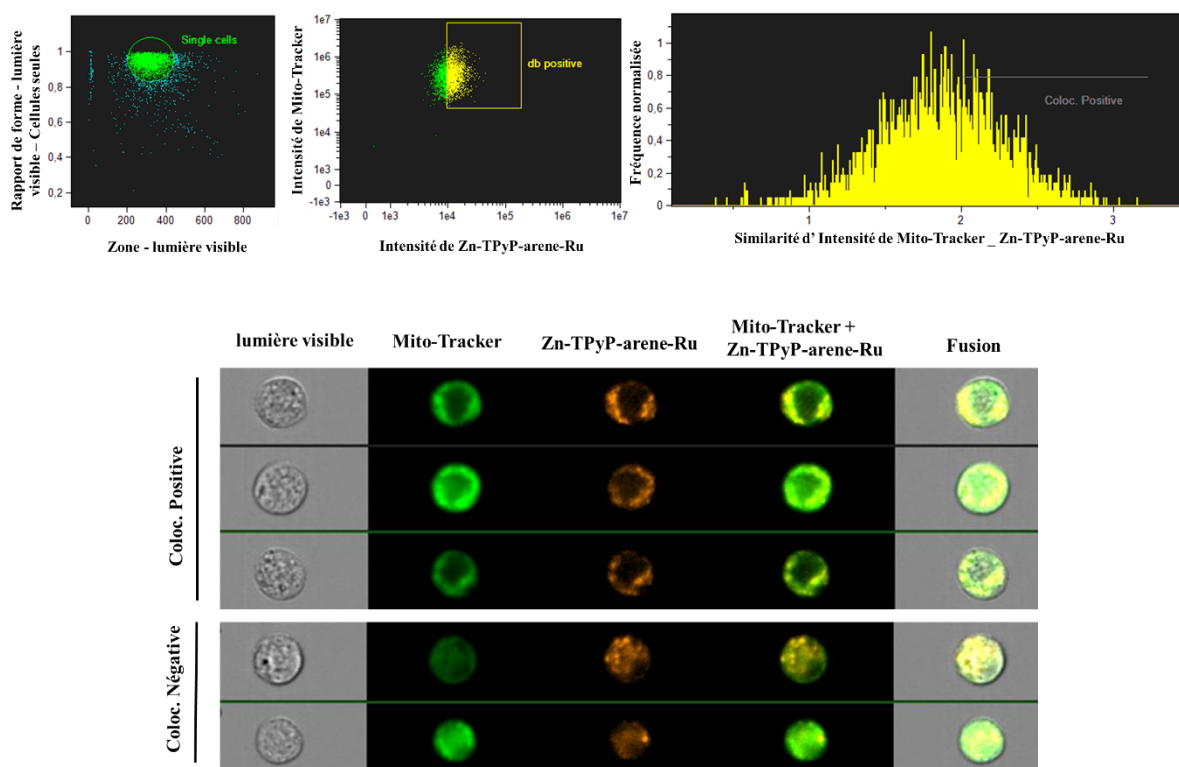 Rapport de forme - lumière
visible – Cellules seules
1
0,8
0,6
0,4
0,2
Single cells
0
200
400
600
800
Zone - lumière visible
Intensité de Mito-Tracker
1e7
1e6
1e5
1e4
1e3
0
-1e3
db positive
-1e3
0
1e3
1e4
1e5
1e6
1e7
Intensité de Zn-TPyP-arene-Ru
Fréquence normalisée
1
0,8
0,6
0,4
0,2
0
Coloc. Positive
1
2
3
Similarité d’ Intensité de Mito-Tracker _ Zn-TPyP-arene-Ru
lumière visible
Mito-Tracker
Zn-TPyP-arene-Ru
Mito-Tracker +
Zn-TPyP-arene-Ru
Fusion
Coloc. Positive
Coloc. Négative